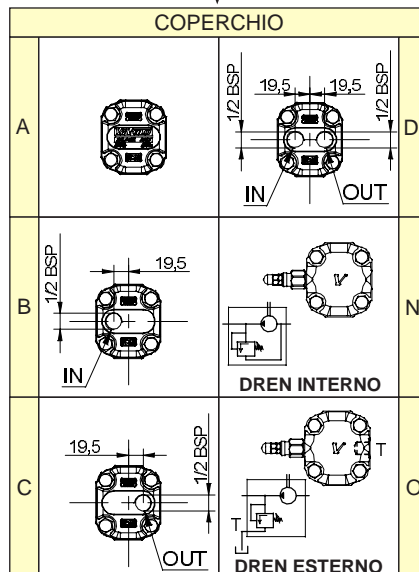 COPERCHIO
A
1/2 BSP
19,5
19,5
1/2 BSP
IN
OUT
D
B
1/2 BSP
19,5
IN
DREN INTERNO
N
C
19,5
1/2 BSP
OUT
T
T
DREN ESTERNO